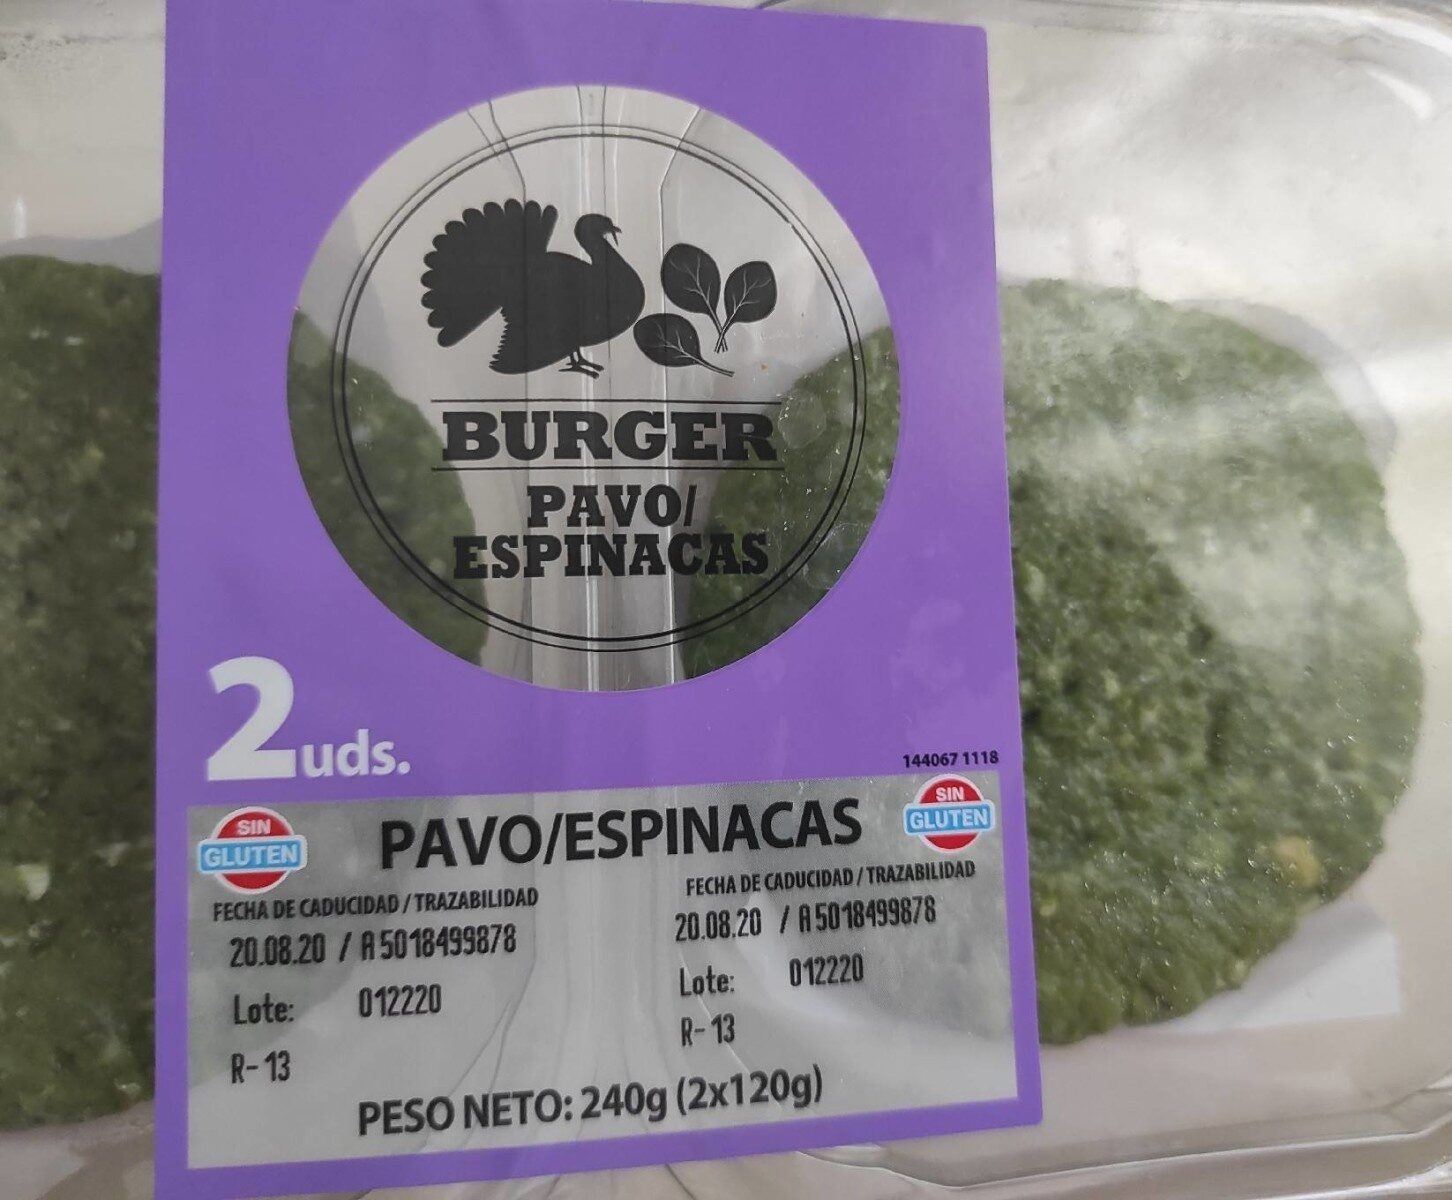 BURGER
PAVO/
ESPINACAS
2uds.
144067 1118
SIN
GLUTEN
PAVO/ESPINACAS
SIN
GLUTEN
FECHA DE CADUCIDAD / TRAZABILIDAD
20.08.20 / A5018499878
Lote: 012220
R-13
FECHA DE CADUCIDAD / TRAZABILIDAD
20.08.20 / A5018499878
Lote: 012220
R-13
PESO NETO: 240g (2x120g)